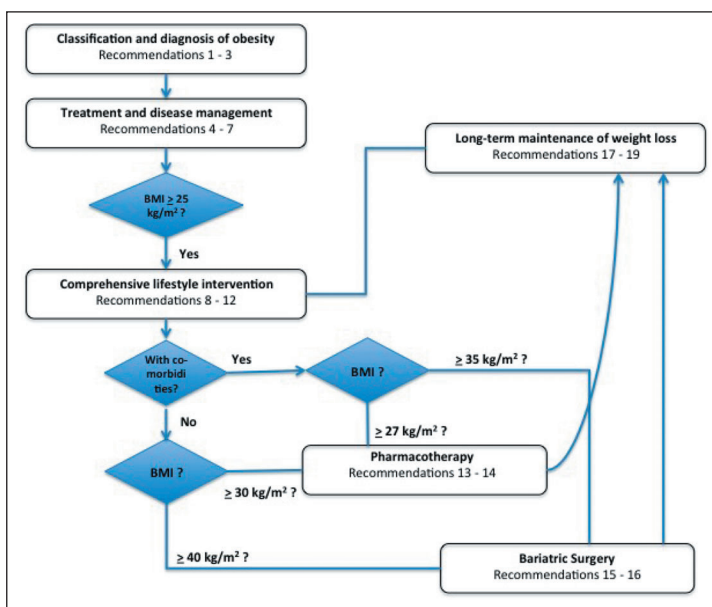 Classification and diagnosis of obesity
Recommendations 1 - 3
Treatment and disease management
Recommendations 4 - 7
Long-term maintenance of weight loss
Recommendations 17 - 19
BMI ≥ 25
kg/m² ?
Yes
Comprehensive lifestyle intervention
Recommendations 8 - 12
With co-
morbidi
ties?
Yes
BMI ?
≥ 35 kg/m² ?
No
≥ 27 kg/m² ?
BMI ?
≥ 30 kg/m² ?
Pharmacotherapy
Recommendations 13 - 14
≥ 40 kg/m² ?
Bariatric Surgery
Recommendations 15 - 16